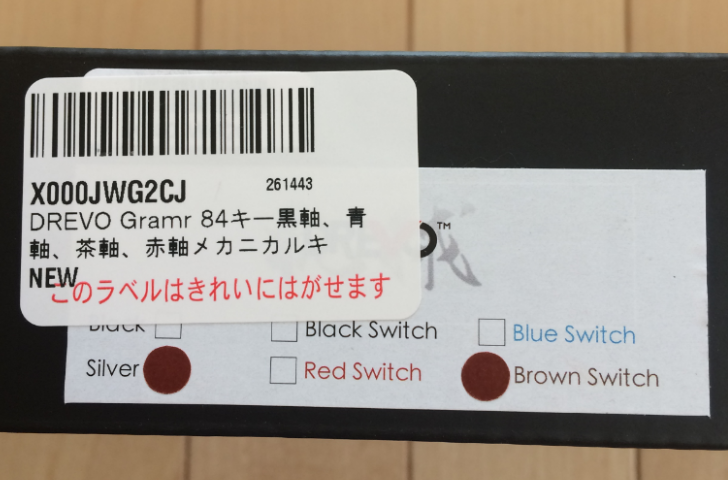 X000JWG2CJ 261443
DREVO Gramr 84キー黒軸、青
軸、茶軸、赤軸メカニカルキ
NEW
このラベルはきれいにはがせます
TM
Black Black Switch Blue Switch
Silver Red Switch Brown Switch